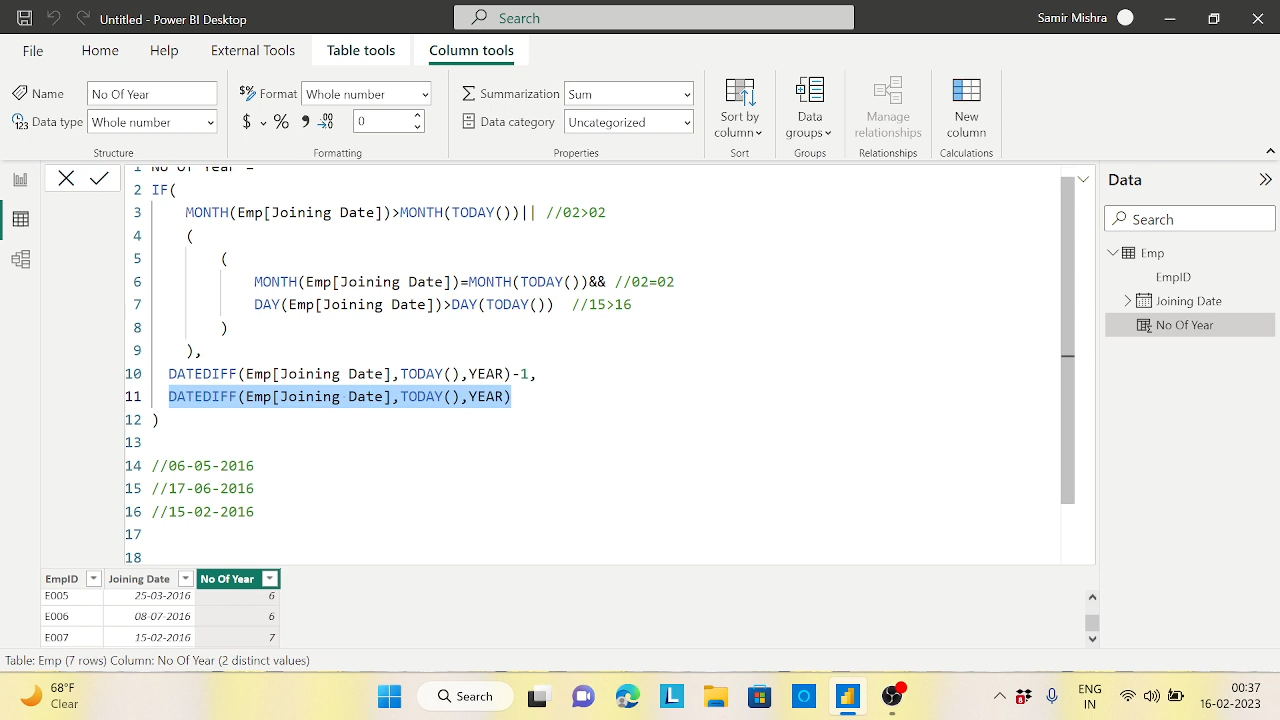 Untitled - Power BI Desktop
Search
Samir Mishra
File
Home
Help
External Tools
Table tools
Column tools
Name
No Of Year
Format
Whole number
Summarization
Sum
Data type
Whole number
$
%
0
Data category
Uncategorized
Sort by
column
Data
groups
Manage
relationships
New
column
Structure
Formatting
Properties
Sort
Groups
Relationships
Calculations
1 No Of Year =
2 IF(
3 MONTH(Emp[Joining Date])>MONTH(TODAY())|| //02>02
4 (
5 (
6 MONTH(Emp[Joining Date])=MONTH(TODAY())&& //02=02
7 DAY(Emp[Joining Date])>DAY(TODAY()) //15>16
8 )
9 ),
10 DATEDIFF(Emp[Joining Date],TODAY(),YEAR)-1,
11 DATEDIFF(Emp[Joining Date],TODAY(),YEAR)
12 )
13
14 //06-05-2016
15 //17-06-2016
16 //15-02-2016
17
18
Data
Search
Emp
EmpID
Joining Date
No Of Year
EmpID Joining Date No Of Year
E005 25-03-2016 6
E006 08-07-2016 6
E007 15-02-2016 7
Table: Emp (7 rows) Column: No Of Year (2 distinct values)
68°F
Clear
Search
ENG
IN
00:37
16-02-2023